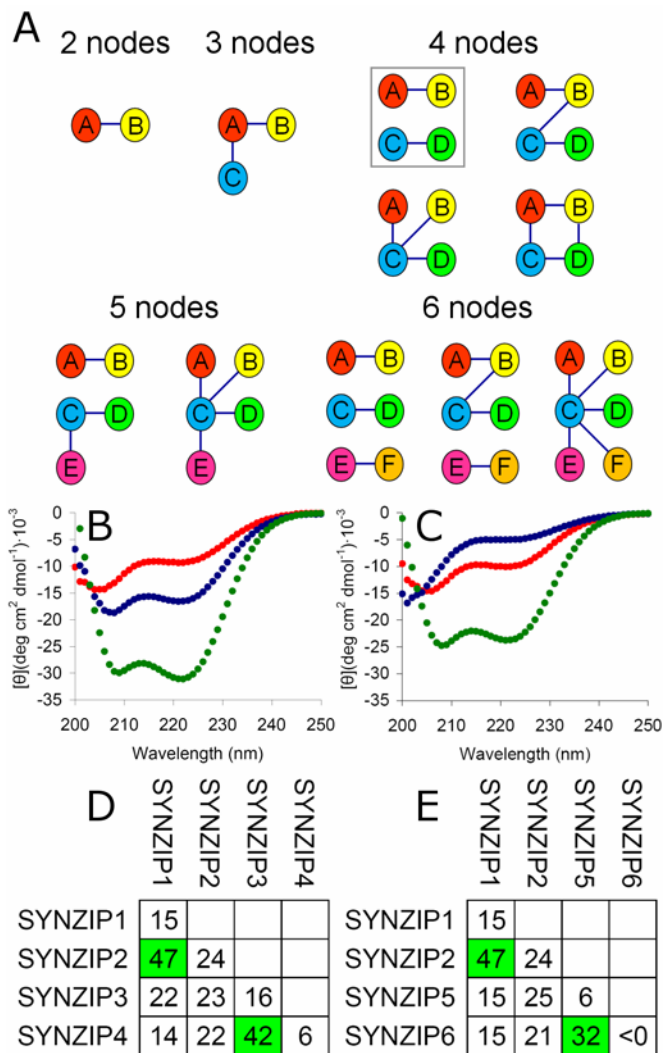 A
2 nodes 3 nodes 4 nodes
A B
A B
C
A B
C D
A B
C D
A B
C D
A B
C D
5 nodes 6 nodes
A B
C D
E
A B
C D
E
A B
C D
E F
A B
C D
E F
A B
C D
E F
B
[θ](deg cm² dmol⁻¹)·10⁻³
0
-5
-10
-15
-20
-25
-30
-35
200 210 220 230 240 250
Wavelength (nm)
C
[θ](deg cm² dmol⁻¹)·10⁻³
0
-5
-10
-15
-20
-25
-30
-35
200 210 220 230 240 250
Wavelength (nm)
D
SYNZIP1 SYNZIP2 SYNZIP3 SYNZIP4
SYNZIP1 15
SYNZIP2 47 24
SYNZIP3 22 23 16
SYNZIP4 14 22 42 6
E
SYNZIP1 SYNZIP2 SYNZIP5 SYNZIP6
SYNZIP1 15
SYNZIP2 47 24
SYNZIP5 15 25 6
SYNZIP6 15 21 32 <0